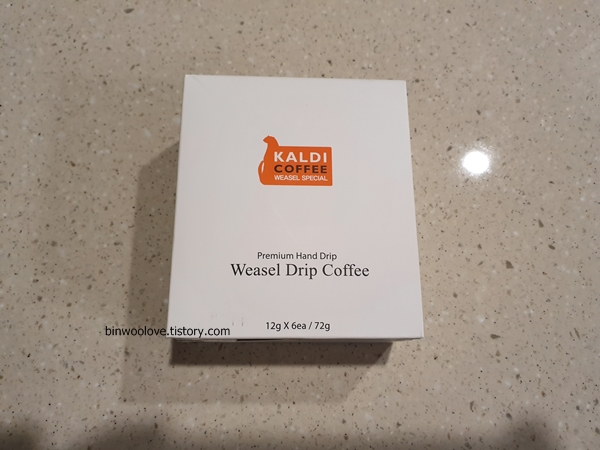 KALDI
COFFEE
WEASEL SPECIAL
Premium Hand Drip
Weasel Drip Coffee
binwoolove.tistory.com
12g X 6ea / 72g